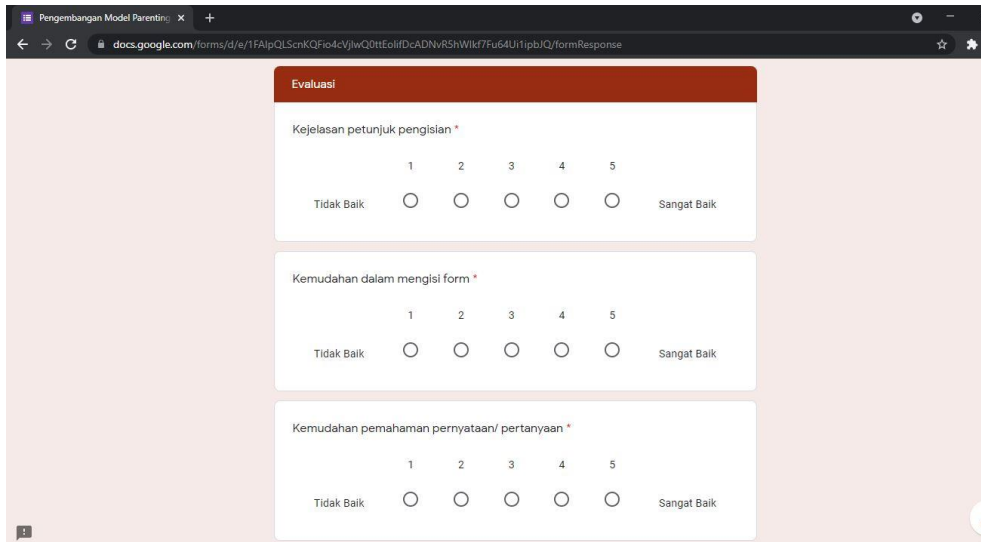 Pengembangan Model Parenting
docs.google.com/forms/d/e/1FAIpQLScnKQFio4cVjlwQ0ttEolifDcADNvR5hWlkf7Fu64Ui1ipbJQ/formResponse
Evaluasi
Kejelasan petunjuk pengisian *
1 2 3 4 5
Tidak Baik Sangat Baik
Kemudahan dalam mengisi form *
1 2 3 4 5
Tidak Baik Sangat Baik
Kemudahan pemahaman pernyataan/ pertanyaan *
1 2 3 4 5
Tidak Baik Sangat Baik